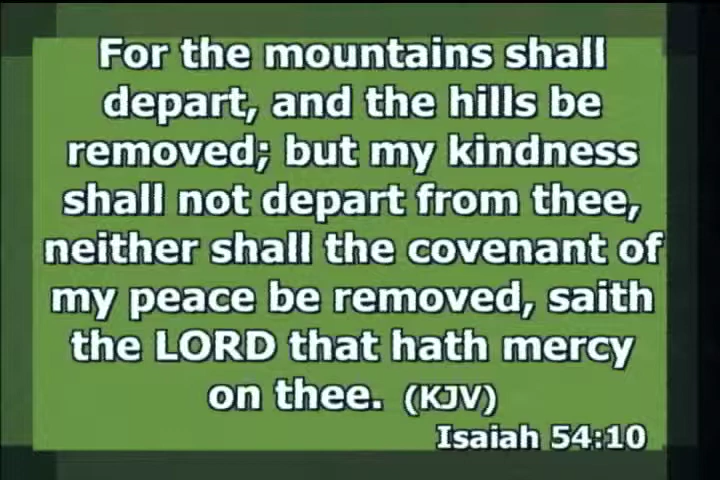 For the mountains shall
depart, and the hills be
removed; but my kindness
shall not depart from thee,
neither shall the covenant of
my peace be removed, saith
the LORD that hath mercy
on thee. (KJV)
Isaiah 54:10